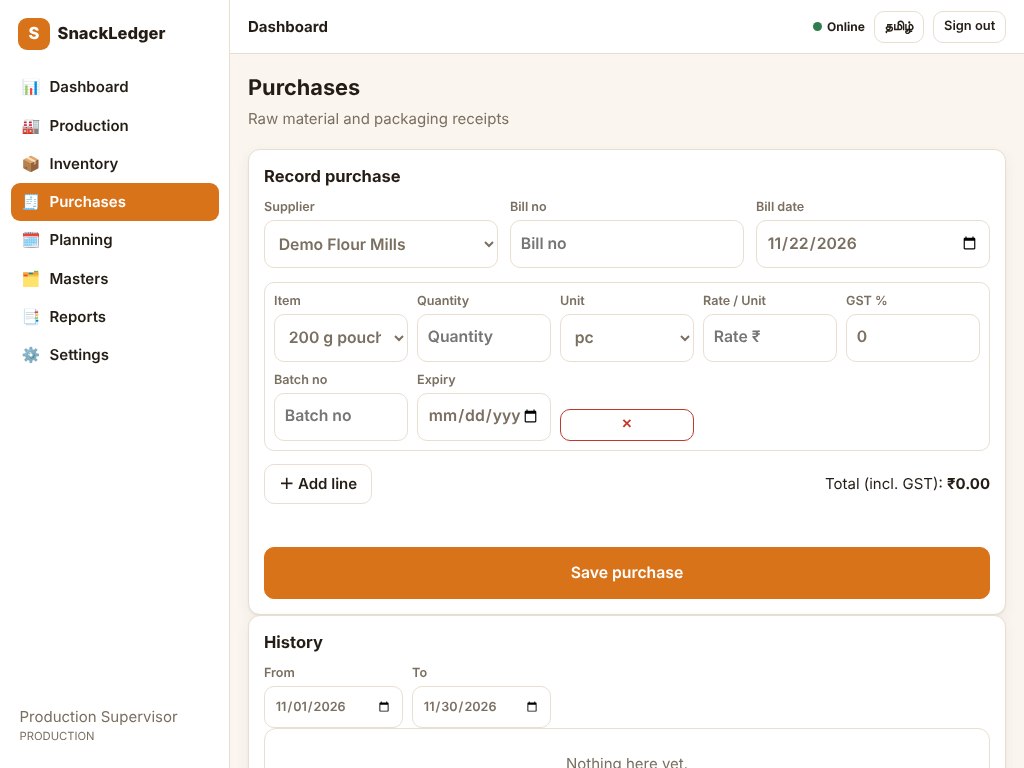 S SnackLedger
Dashboard
Production
Inventory
Purchases
Planning
Masters
Reports
Settings
Production Supervisor
PRODUCTION
Dashboard
Online
தமிழ்
Sign out
Purchases
Raw material and packaging receipts
Record purchase
Supplier Bill no Bill date
Demo Flour Mills Bill no 11/22/2026
Item Quantity Unit Rate / Unit GST %
200 g pouch Quantity pc Rate ₹ 0
Batch no Expiry
Batch no mm/dd/yyy ×
+ Add line
Total (incl. GST): ₹0.00
Save purchase
History
From To
11/01/2026 11/30/2026
Nothing here yet.